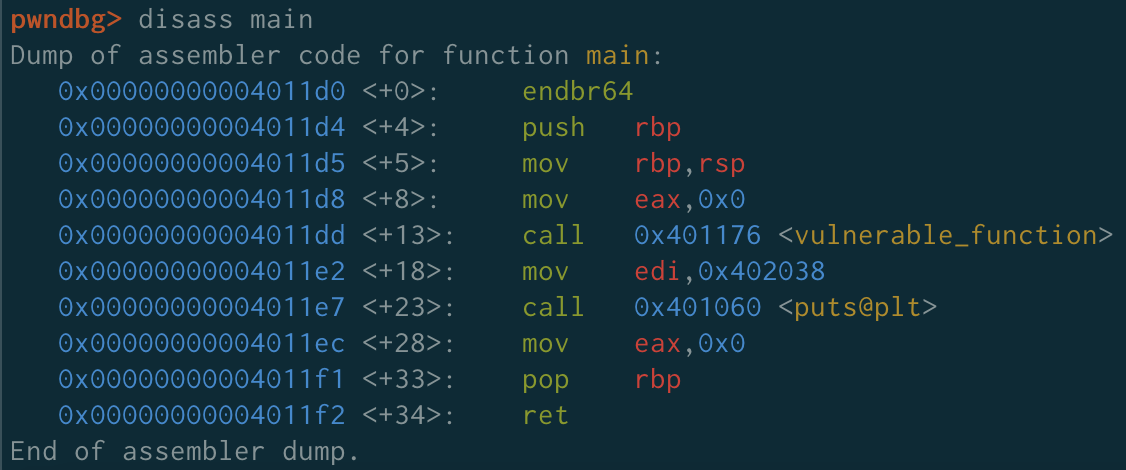 pwndbg> disass main
Dump of assembler code for function main:
   0x00000000004011d0 <+0>:     endbr64
   0x00000000004011d4 <+4>:     push   rbp
   0x00000000004011d5 <+5>:     mov    rbp,rsp
   0x00000000004011d8 <+8>:     mov    eax,0x0
   0x00000000004011dd <+13>:    call   0x401176 <vulnerable_function>
   0x00000000004011e2 <+18>:    mov    edi,0x402038
   0x00000000004011e7 <+23>:    call   0x401060 <puts@plt>
   0x00000000004011ec <+28>:    mov    eax,0x0
   0x00000000004011f1 <+33>:    pop    rbp
   0x00000000004011f2 <+34>:    ret
End of assembler dump.